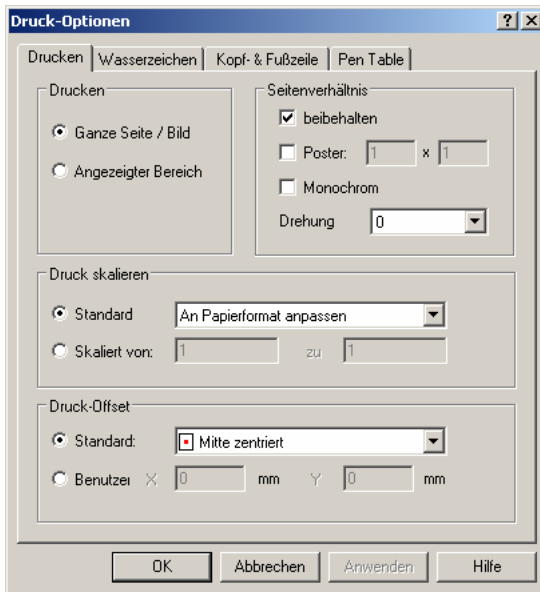 Druck-Optionen
Drucken Wasserzeichen Kopf- & Fußzeile Pen Table
Drucken
Ganze Seite / Bild
Angezeigter Bereich
Seitenverhältnis
beibehalten
Poster: 1 x 1
Monochrom
Drehung 0
Druck skalieren
Standard An Papierformat anpassen
Skaliert von: 1 zu 1
Druck-Offset
Standard: Mitte zentriert
Benutzer X 0 mm Y 0 mm
OK Abbrechen Anwenden Hilfe